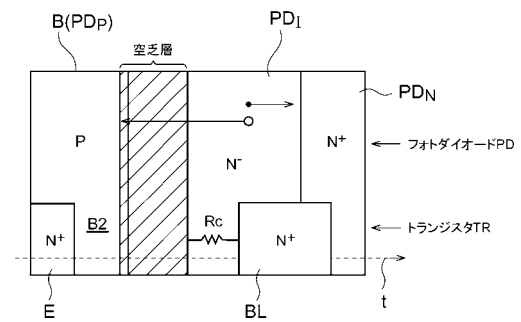 B(PDP)
空乏層
PDI
PDN
P
N-
N+
フォトダイオードPD
N+
B2
Rc
N+
トランジスタTR
E
BL
t